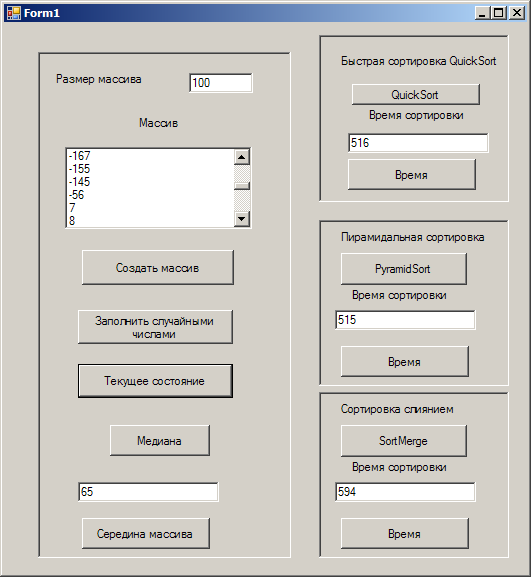 Form1
Размер массива
100
Массив
-167
-155
-145
-56
7
8
Создать массив
Заполнить случайными
числами
Текущее состояние
Медиана
65
Середина массива
Быстрая сортировка QuickSort
QuickSort
Время сортировки
516
Время
Пирамидальная сортировка
PyramidSort
Время сортировки
515
Время
Сортировка слиянием
SortMerge
Время сортировки
594
Время